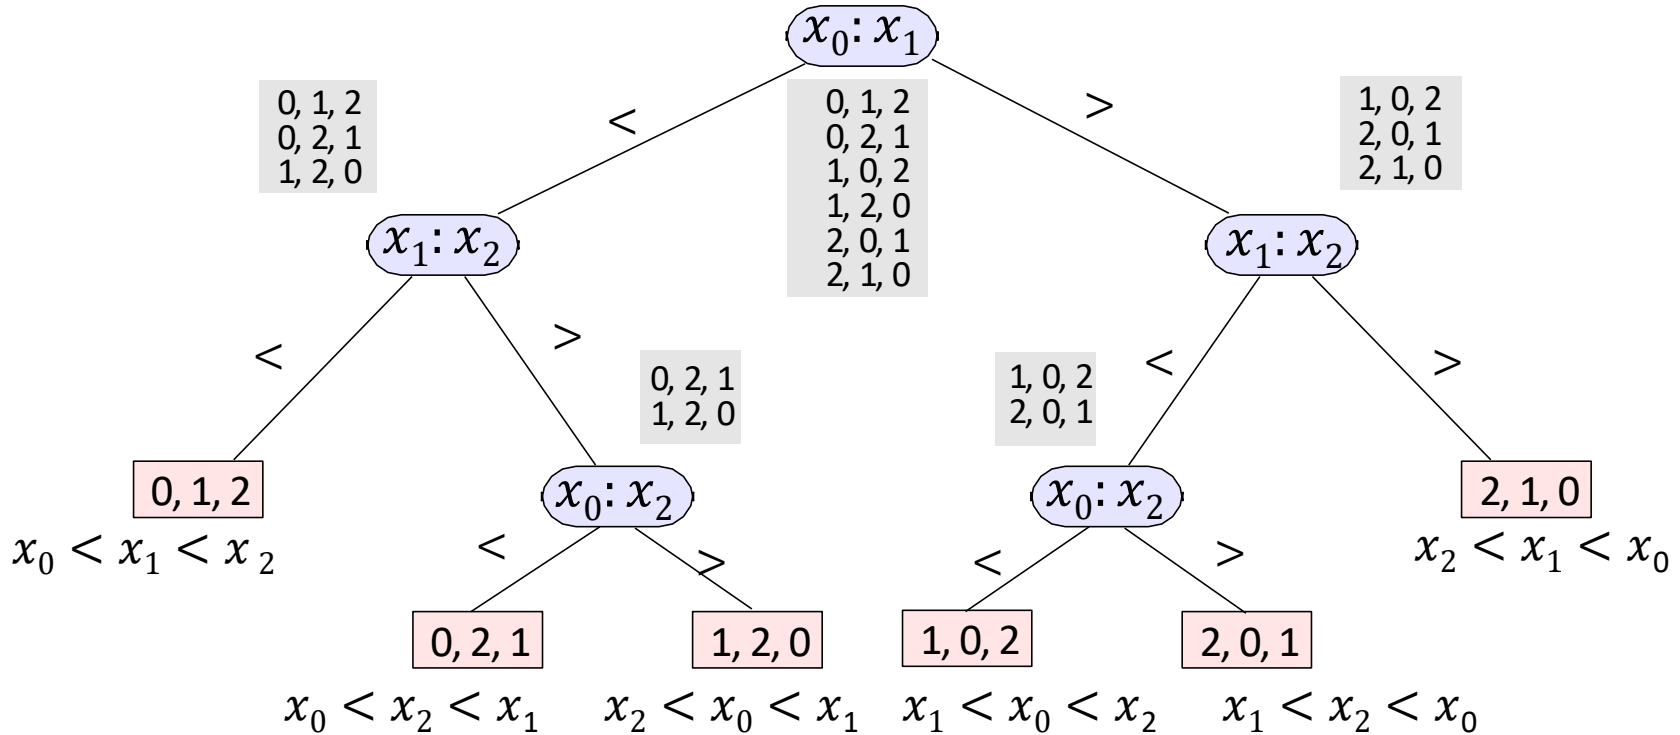 x₀: x₁
0, 1, 2
0, 2, 1
1, 2, 0
<
0, 1, 2
0, 2, 1
1, 0, 2
1, 2, 0
2, 0, 1
2, 1, 0
>
1, 0, 2
2, 0, 1
2, 1, 0
x₁: x₂
x₁: x₂
<
>
0, 2, 1
1, 2, 0
1, 0, 2
2, 0, 1
<
>
0, 1, 2
x₀ < x₁ < x ₂
x₀: x₂
x₀: x₂
2, 1, 0
x₂ < x₁ < x₀
<
>
<
>
0, 2, 1
1, 2, 0
1, 0, 2
2, 0, 1
x₀ < x₂ < x₁
x₂ < x₀ < x₁
x₁ < x₀ < x₂
x₁ < x₂ < x₀